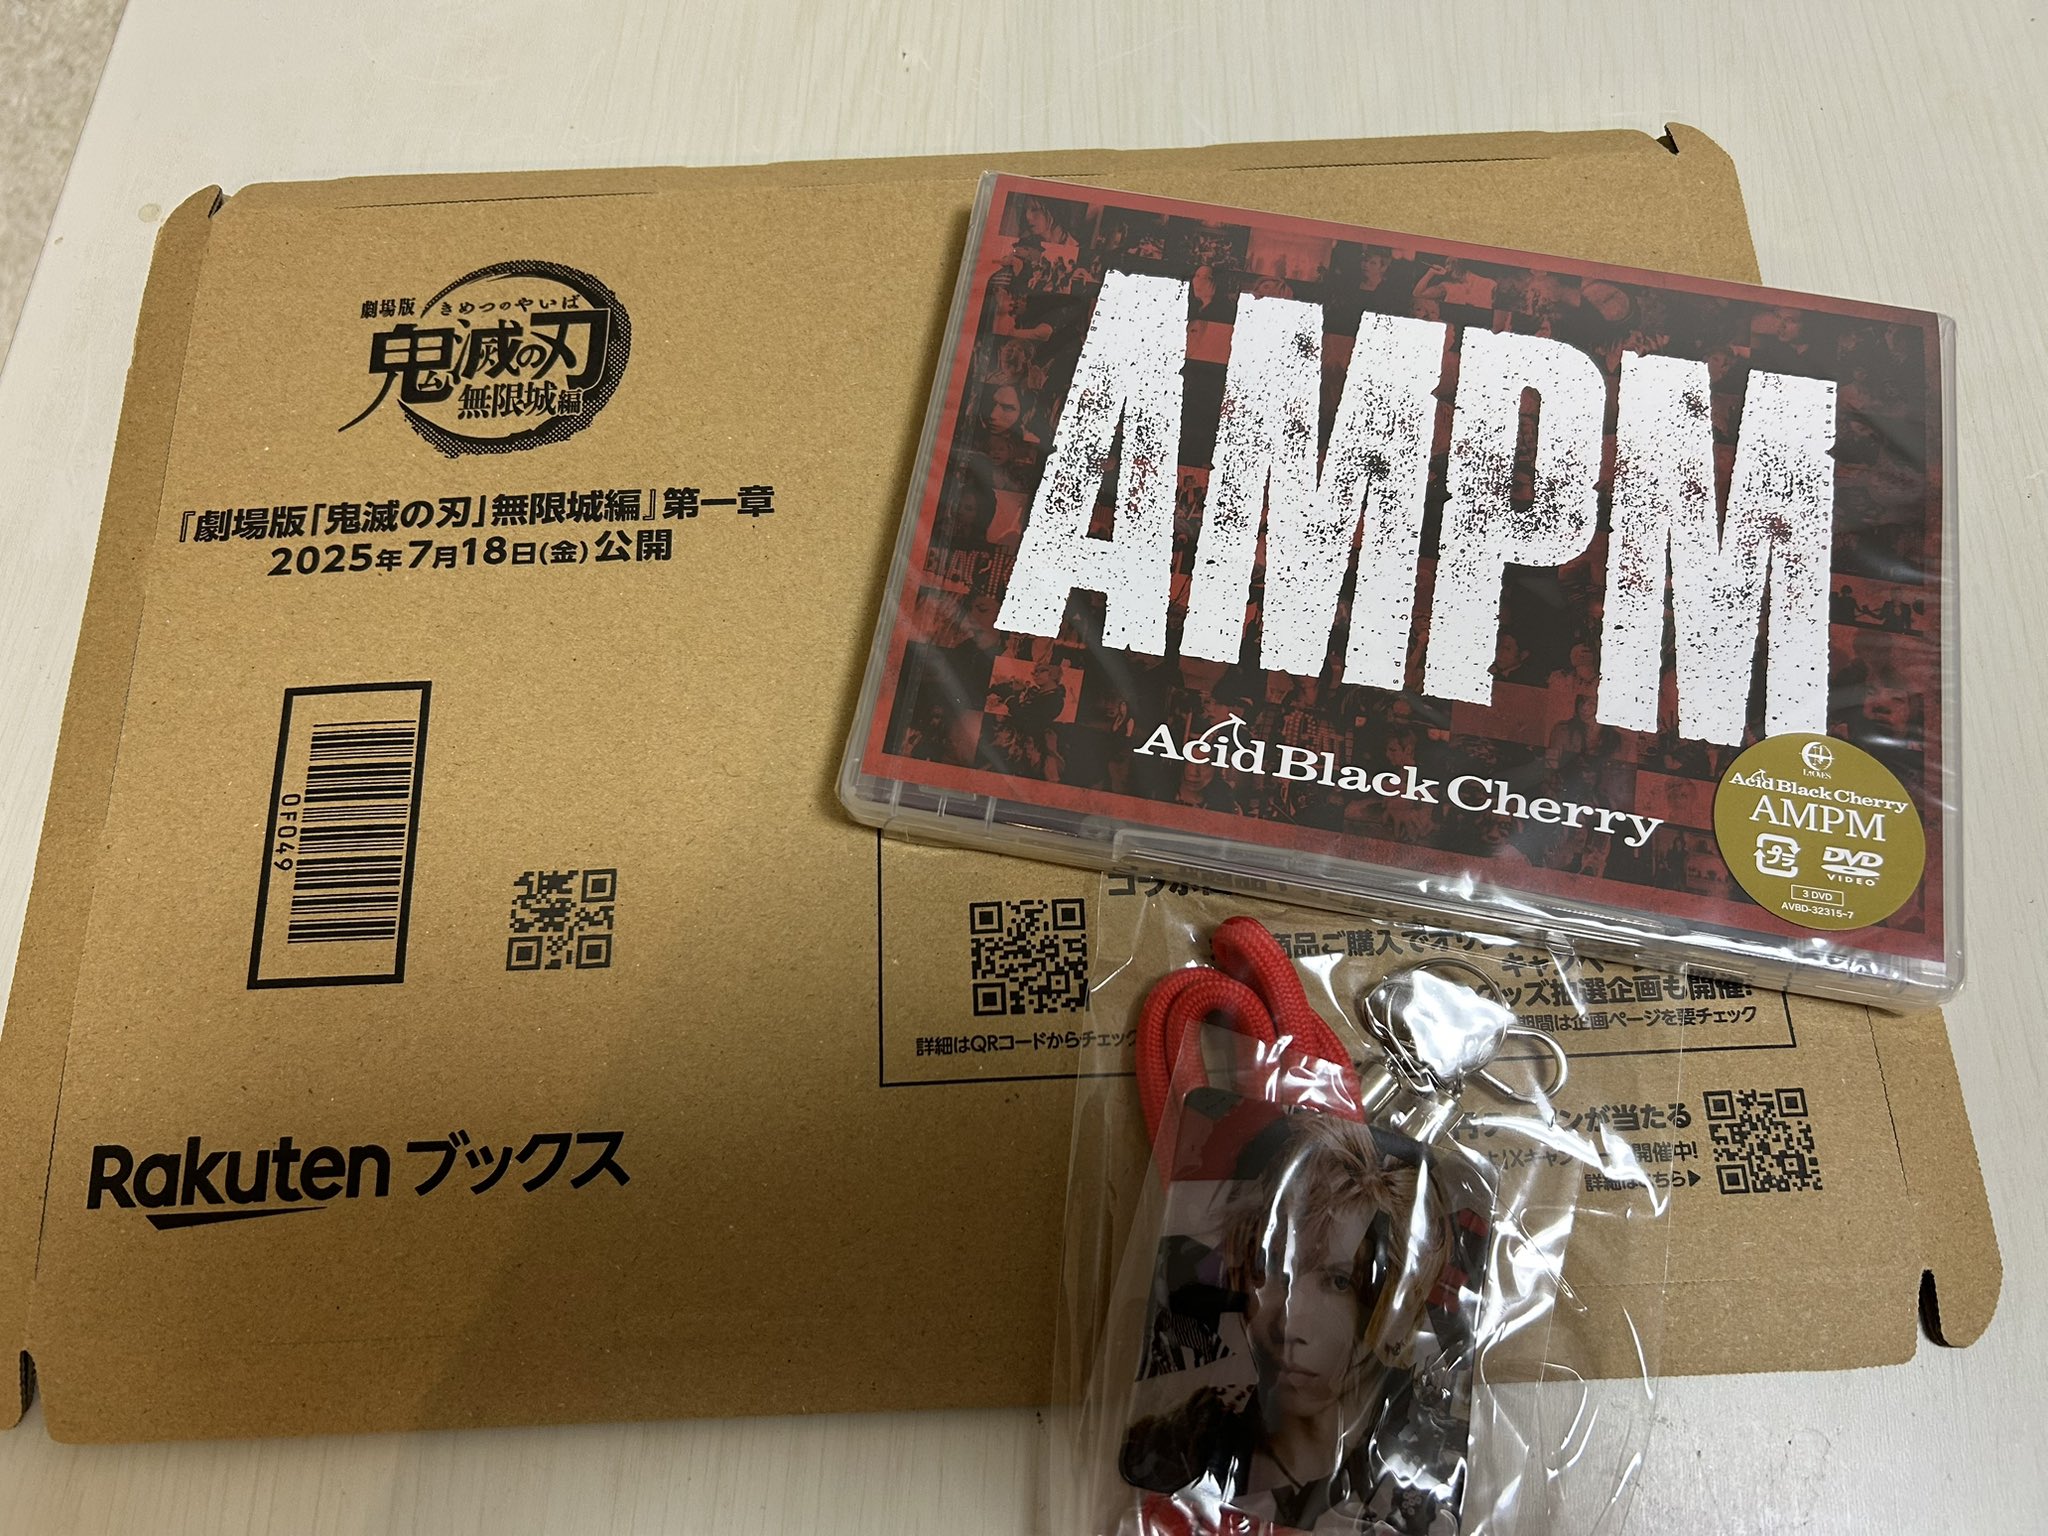 劇場版
きめつのやいば
鬼滅の刃
無限城編
『劇場版「鬼滅の刃」無限城編』第一章
2025年7月18日(金)公開
0F049
Rakuten ブックス
AMPM
Acid Black Cherry
LOVES
Acid Black Cherry
AMPM
プラ
DVD
VIDEO
3 DVD
AVBD-32315~7
商品ご購入でオリ
グッズ抽選企画も開催!
期間は企画ページを要チェック
詳細はQRコードからチェック
が当たる
開催中!
詳細はこちら▶